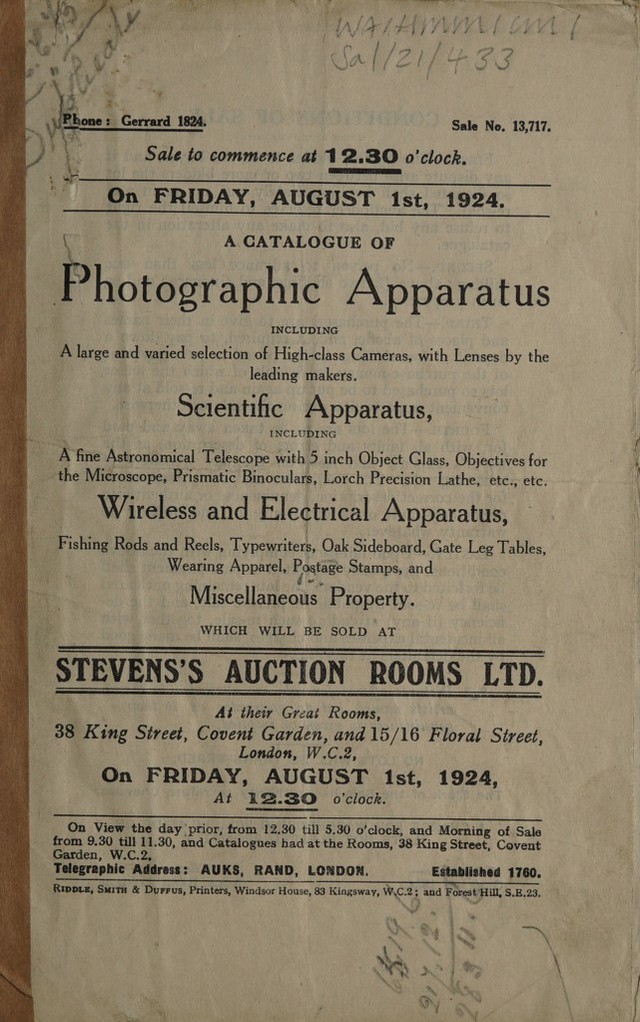 WA/HMM/CM/
Sal/21/433
Phone: Gerrard 1824.
Sale No. 13,717.
Sale to commence at 12.30 o'clock.
On FRIDAY, AUGUST 1st, 1924.
A CATALOGUE OF
Photographic Apparatus
INCLUDING
A large and varied selection of High-class Cameras, with Lenses by the
leading makers.
Scientific Apparatus,
INCLUDING
A fine Astronomical Telescope with 5 inch Object Glass, Objectives for
the Microscope, Prismatic Binoculars, Lorch Precision Lathe, etc., etc.
Wireless and Electrical Apparatus,
Fishing Rods and Reels, Typewriters, Oak Sideboard, Gate Leg Tables,
Wearing Apparel, Postage Stamps, and
Miscellaneous Property.
WHICH WILL BE SOLD AT
STEVENS'S AUCTION ROOMS LTD.
At their Great Rooms,
38 King Street, Covent Garden, and 15/16 Floral Street,
London, W.C.2,
On FRIDAY, AUGUST 1st, 1924,
At 12.30 o'clock.
On View the day prior, from 12.30 till 5.30 o'clock, and Morning of Sale
from 9.30 till 11.30, and Catalogues had at the Rooms, 38 King Street, Covent
Garden, W.C.2.
Telegraphic Address: AUKS, RAND, LONDON. Established 1760.
RIDDLE, SMITH & DUFFUS, Printers, Windsor House, 83 Kingsway, W.C.2; and Forest Hill, S.E.23.